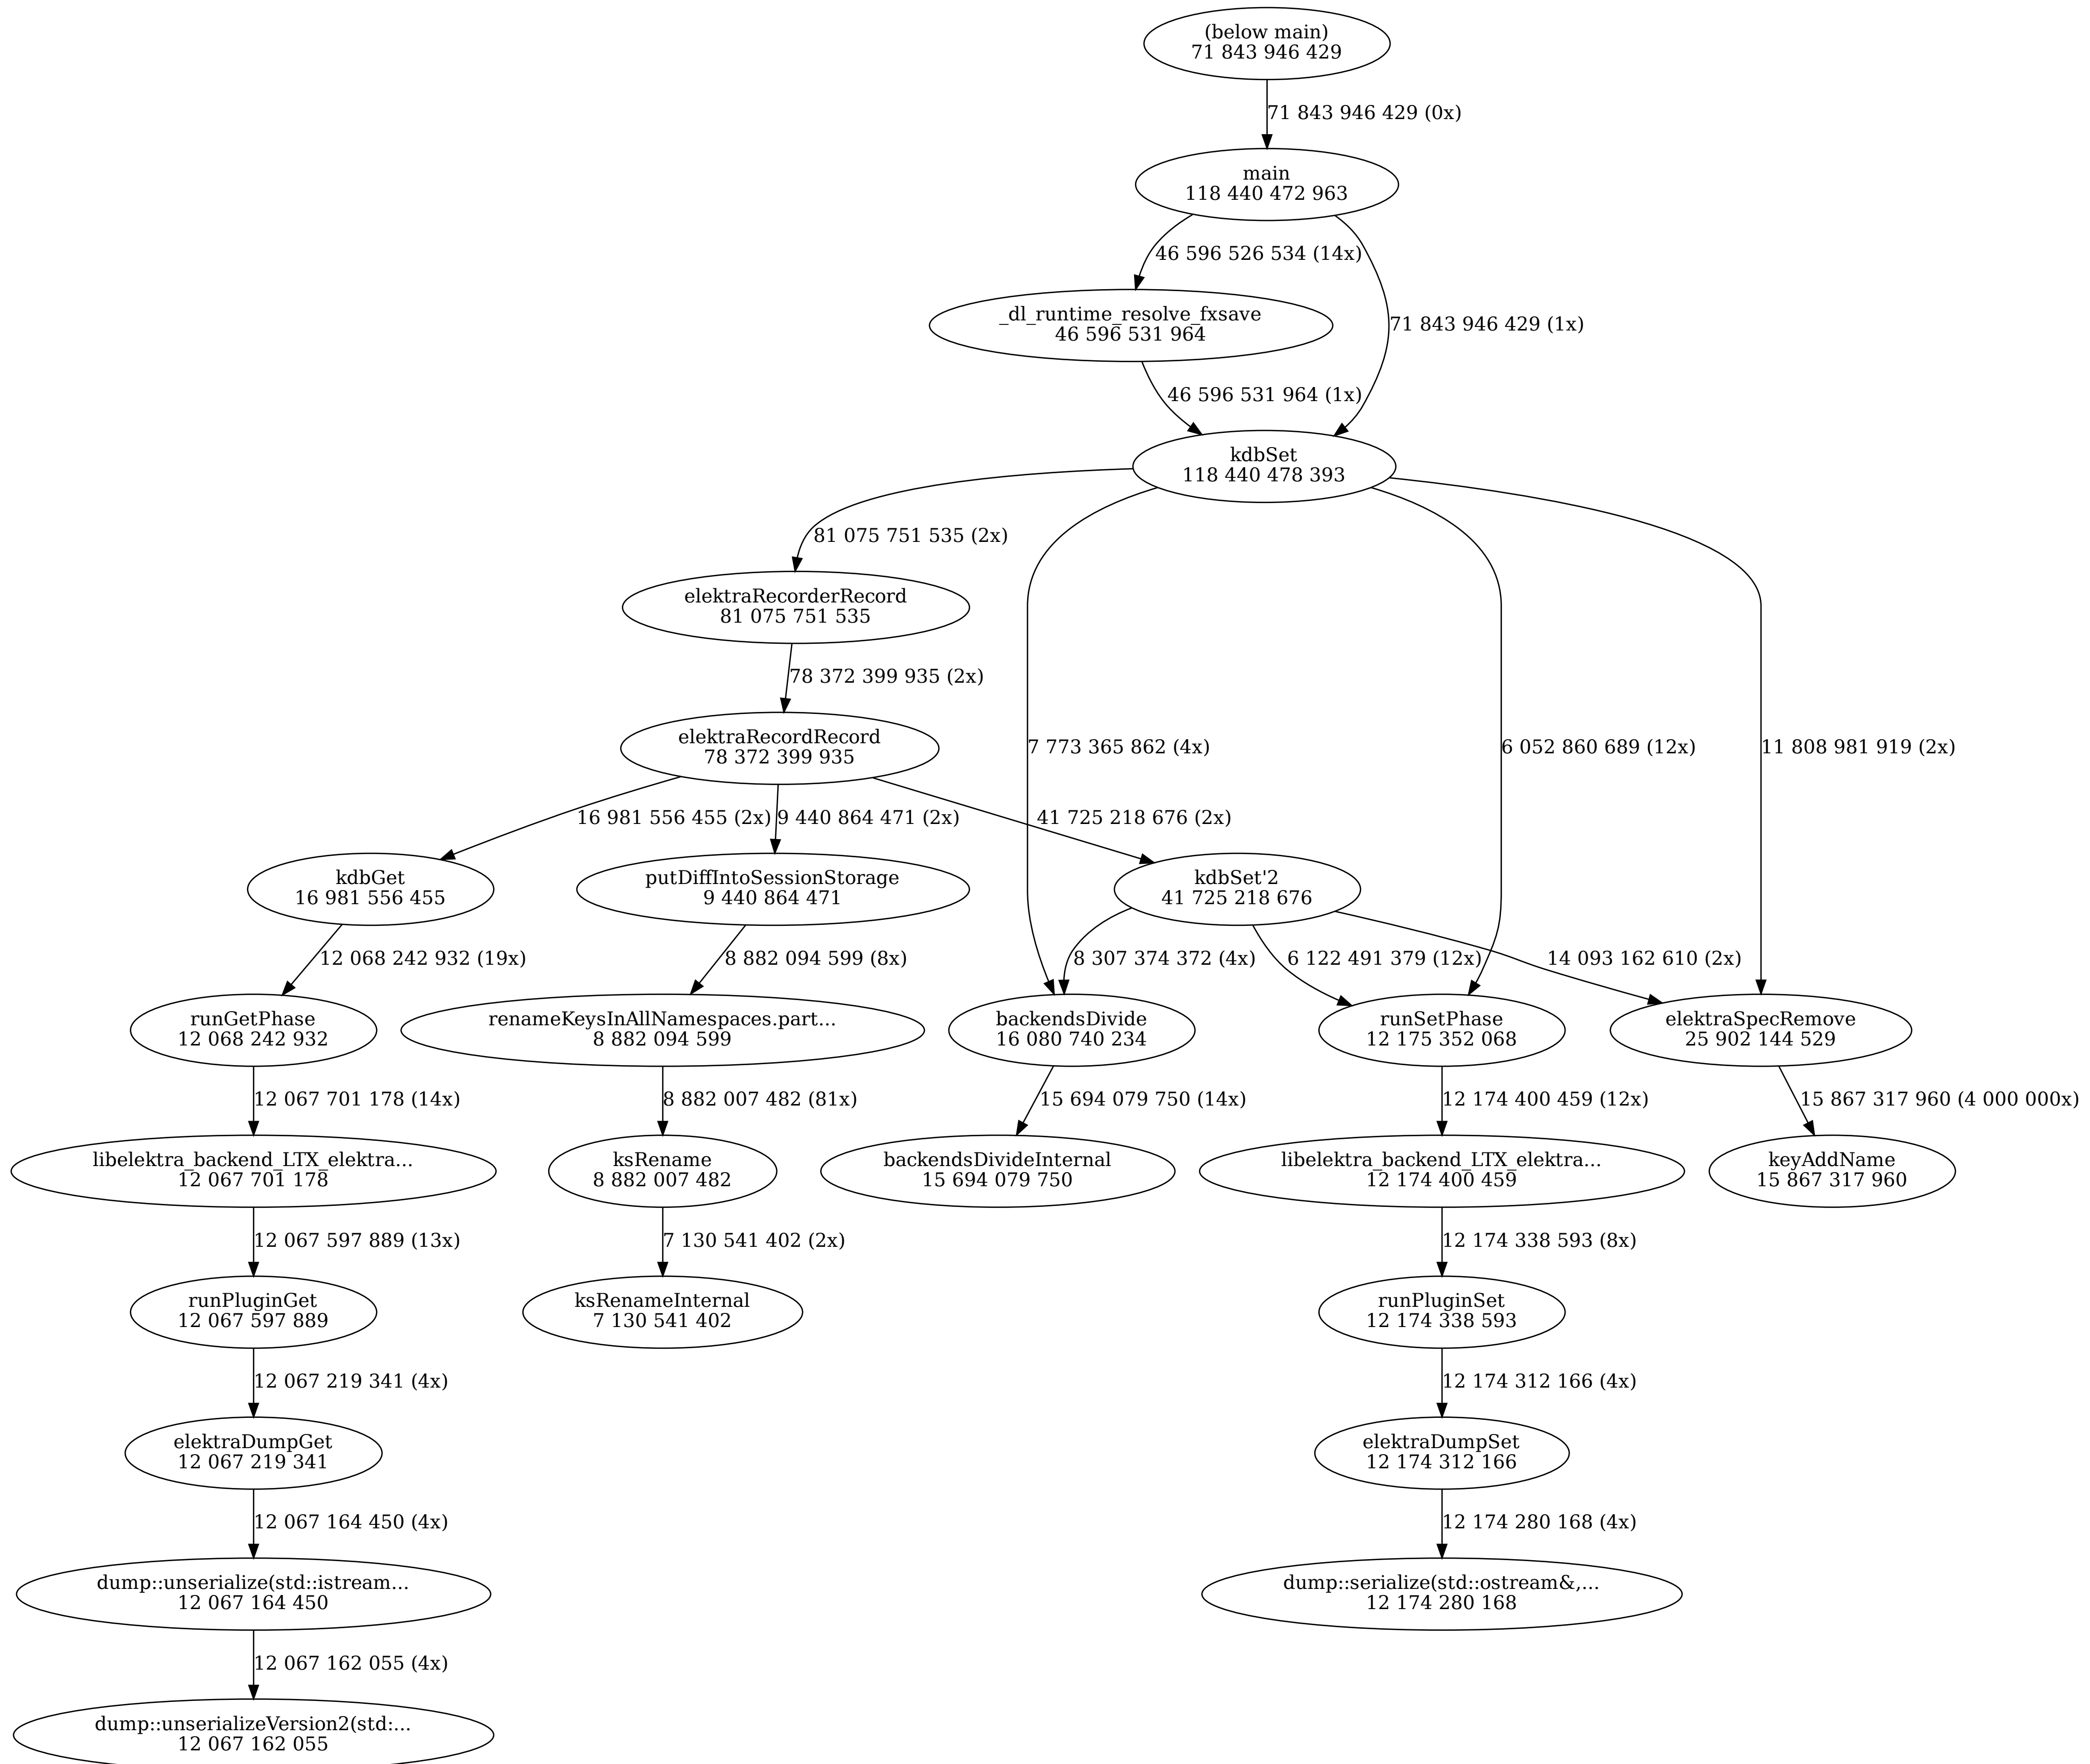 (below main)
71 843 946 429
71 843 946 429 (0x)
main
118 440 472 963
46 596 526 534 (14x)
_dl_runtime_resolve_fxsave
46 596 531 964
71 843 946 429 (1x)
46 596 531 964 (1x)
kdbSet
118 440 478 393
81 075 751 535 (2x)
elektraRecorderRecord
81 075 751 535
78 372 399 935 (2x)
elektraRecordRecord
78 372 399 935
7 773 365 862 (4x)
6 052 860 689 (12x)
11 808 981 919 (2x)
16 981 556 455 (2x)
9 440 864 471 (2x)
41 725 218 676 (2x)
kdbGet
16 981 556 455
putDiffIntoSessionStorage
9 440 864 471
kdbSet'2
41 725 218 676
12 068 242 932 (19x)
8 882 094 599 (8x)
8 307 374 372 (4x)
6 122 491 379 (12x)
14 093 162 610 (2x)
runGetPhase
12 068 242 932
renameKeysInAllNamespaces.part...
8 882 094 599
backendsDivide
16 080 740 234
runSetPhase
12 175 352 068
elektraSpecRemove
25 902 144 529
12 067 701 178 (14x)
8 882 007 482 (81x)
15 694 079 750 (14x)
12 174 400 459 (12x)
15 867 317 960 (4 000 000x)
libelektra_backend_LTX_elektra...
12 067 701 178
ksRename
8 882 007 482
backendsDivideInternal
15 694 079 750
libelektra_backend_LTX_elektra...
12 174 400 459
keyAddName
15 867 317 960
12 067 597 889 (13x)
7 130 541 402 (2x)
12 174 338 593 (8x)
runPluginGet
12 067 597 889
ksRenameInternal
7 130 541 402
runPluginSet
12 174 338 593
12 067 219 341 (4x)
12 174 312 166 (4x)
elektraDumpGet
12 067 219 341
elektraDumpSet
12 174 312 166
12 067 164 450 (4x)
12 174 280 168 (4x)
dump::unserialize(std::istream...
12 067 164 450
dump::serialize(std::ostream&,...
12 174 280 168
12 067 162 055 (4x)
dump::unserializeVersion2(std:...
12 067 162 055